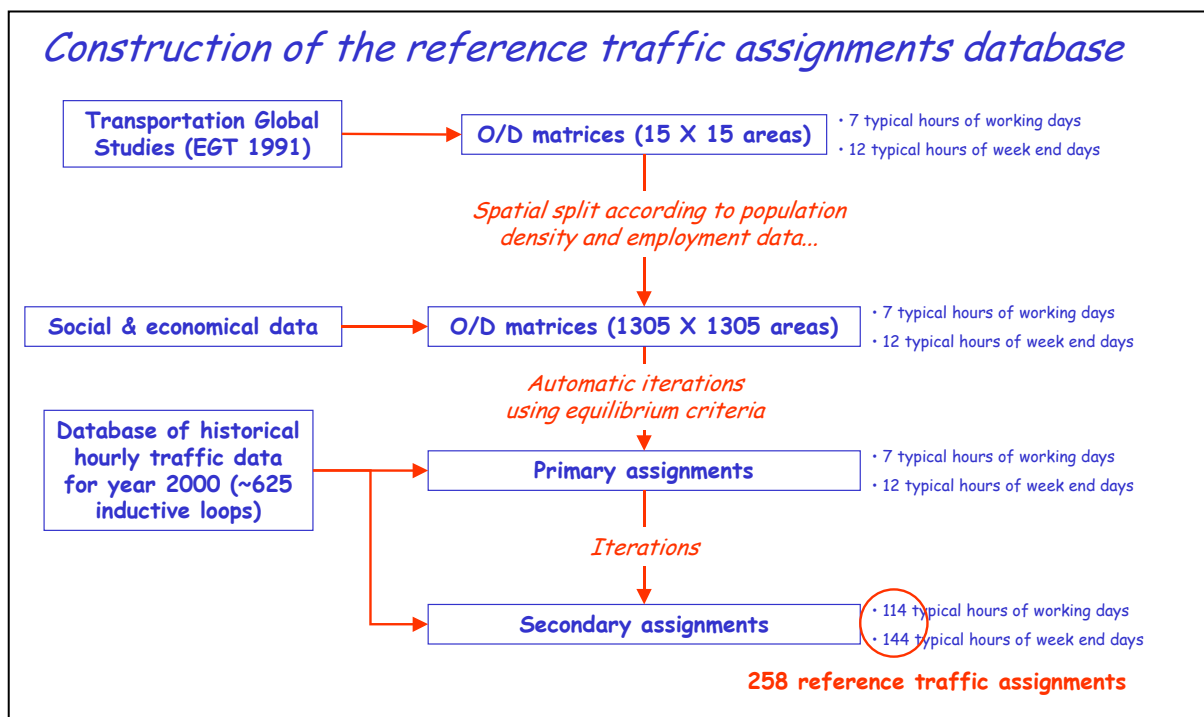 Construction of the reference traffic assignments database
Transportation Global
Studies (EGT 1991)
O/D matrices (15 X 15 areas)
• 7 typical hours of working days
• 12 typical hours of week end days
Spatial split according to population
density and employment data...
Social & economical data
O/D matrices (1305 X 1305 areas)
• 7 typical hours of working days
• 12 typical hours of week end days
Automatic iterations
using equilibrium criteria
Database of historical
hourly traffic data
for year 2000 (~625
inductive loops)
Primary assignments
• 7 typical hours of working days
• 12 typical hours of week end days
Iterations
Secondary assignments
• 114 typical hours of working days
• 144 typical hours of week end days
258 reference traffic assignments